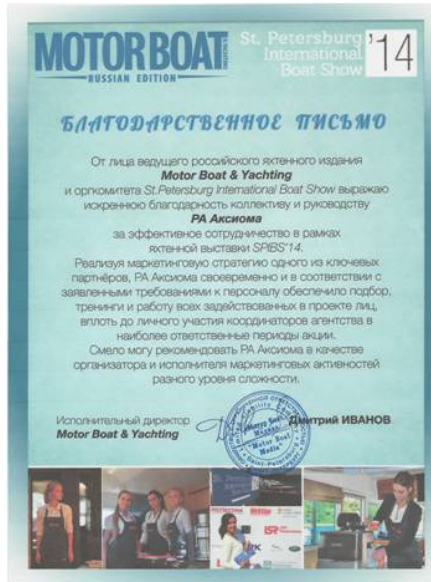 MOTOR BOAT
& YACHTING
RUSSIAN EDITION
St. Petersburg
International
Boat Show
'14
БЛАГОДАРСТВЕННОЕ ПИСЬМО
От лица ведущего российского яхтенного издания
Motor Boat & Yachting
и оргкомитета St.Petersburg International Boat Show выражаю
искреннюю благодарность коллективу и руководству
РА Аксиома
за эффективное сотрудничество в рамках
яхтенной выставки SPIBS'14.
Реализуя маркетинговую стратегию одного из ключевых
партнёров, РА Аксиома своевременно и в соответствии с
заявленными требованиями к персоналу обеспечило подбор,
тренинги и работу всех задействованных в проекте лиц,
вплоть до личного участия координаторов агентства в
наиболее ответственные периоды акции.
Смело могу рекомендовать РА Аксиома в качестве
организатора и исполнителя маркетинговых активностей
разного уровня сложности.
Исполнительный директор
Motor Boat & Yachting
Дмитрий ИВАНОВ
"Motor Boat
Media"